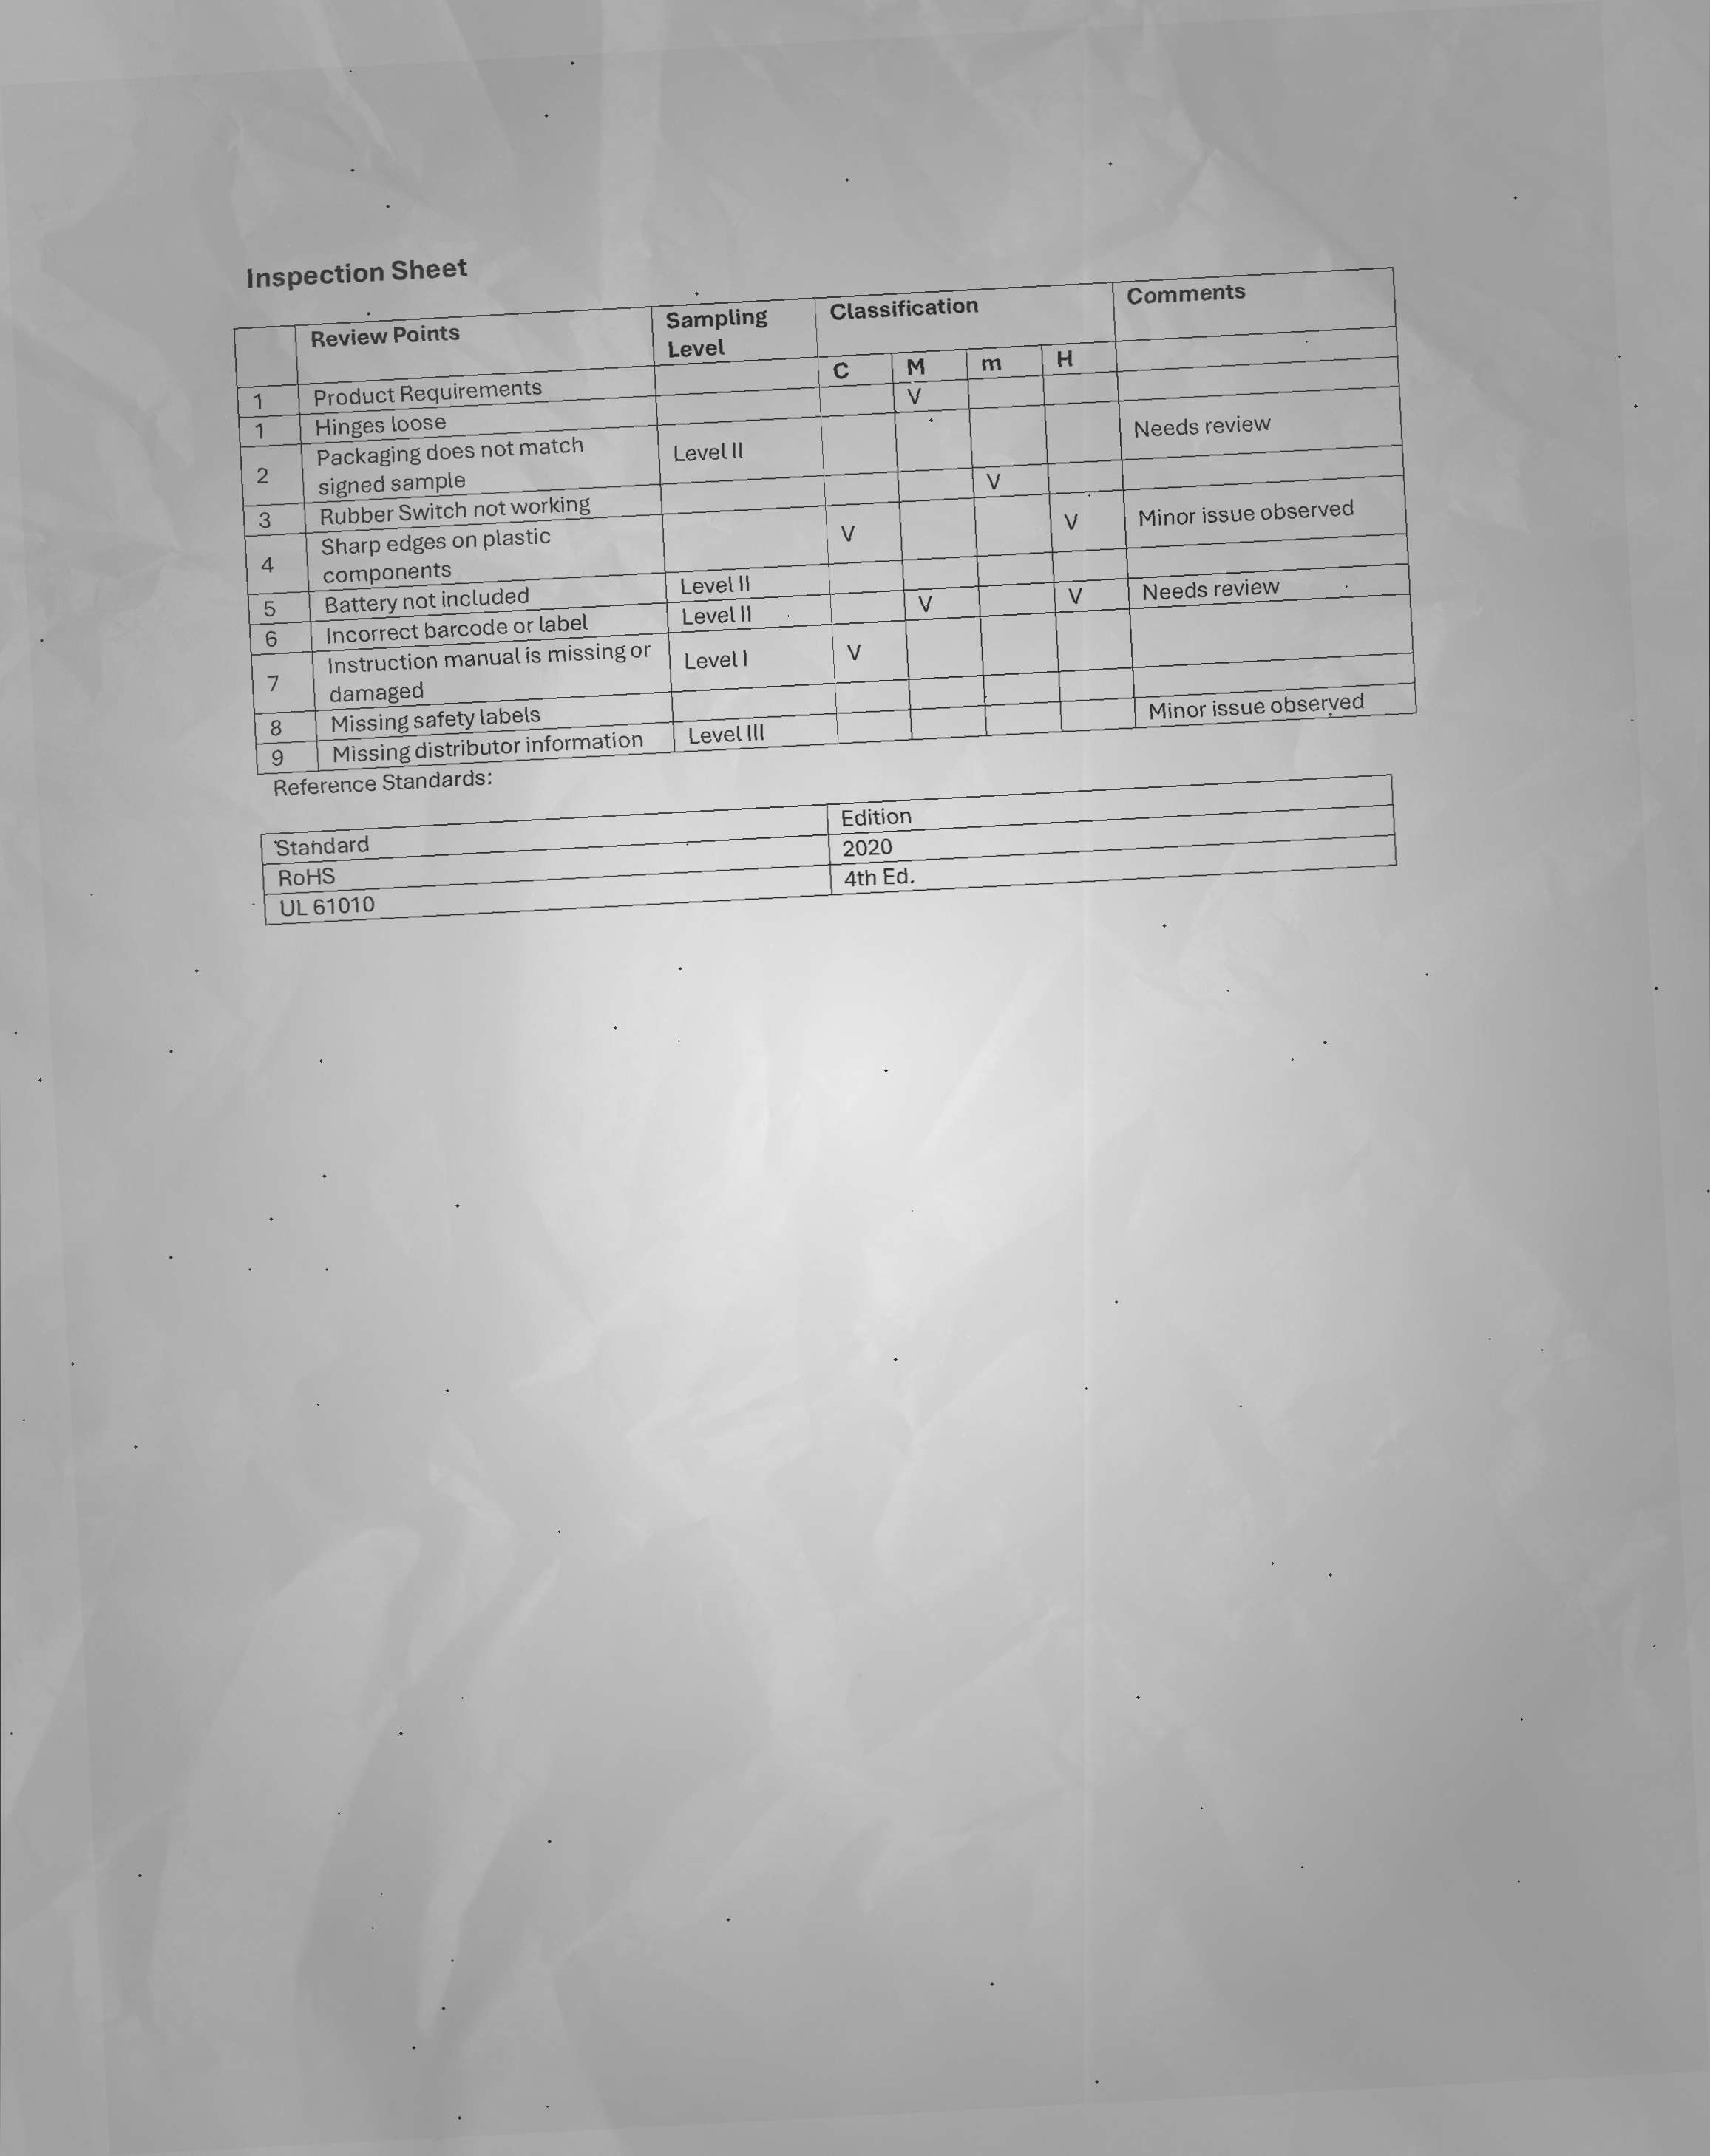 Inspection Sheet
Review Points Sampling Level Classification Comments
1 Product Requirements C M m H
1 Hinges loose V
2 Packaging does not match signed sample Level II Needs review
3 Rubber Switch not working V
4 Sharp edges on plastic components V V Minor issue observed
5 Battery not included Level II
6 Incorrect barcode or label Level II V V Needs review
7 Instruction manual is missing or damaged Level I V
8 Missing safety labels
9 Missing distributor information Level III Minor issue observed
Reference Standards:
Standard Edition
RoHS 2020
UL 61010 4th Ed.